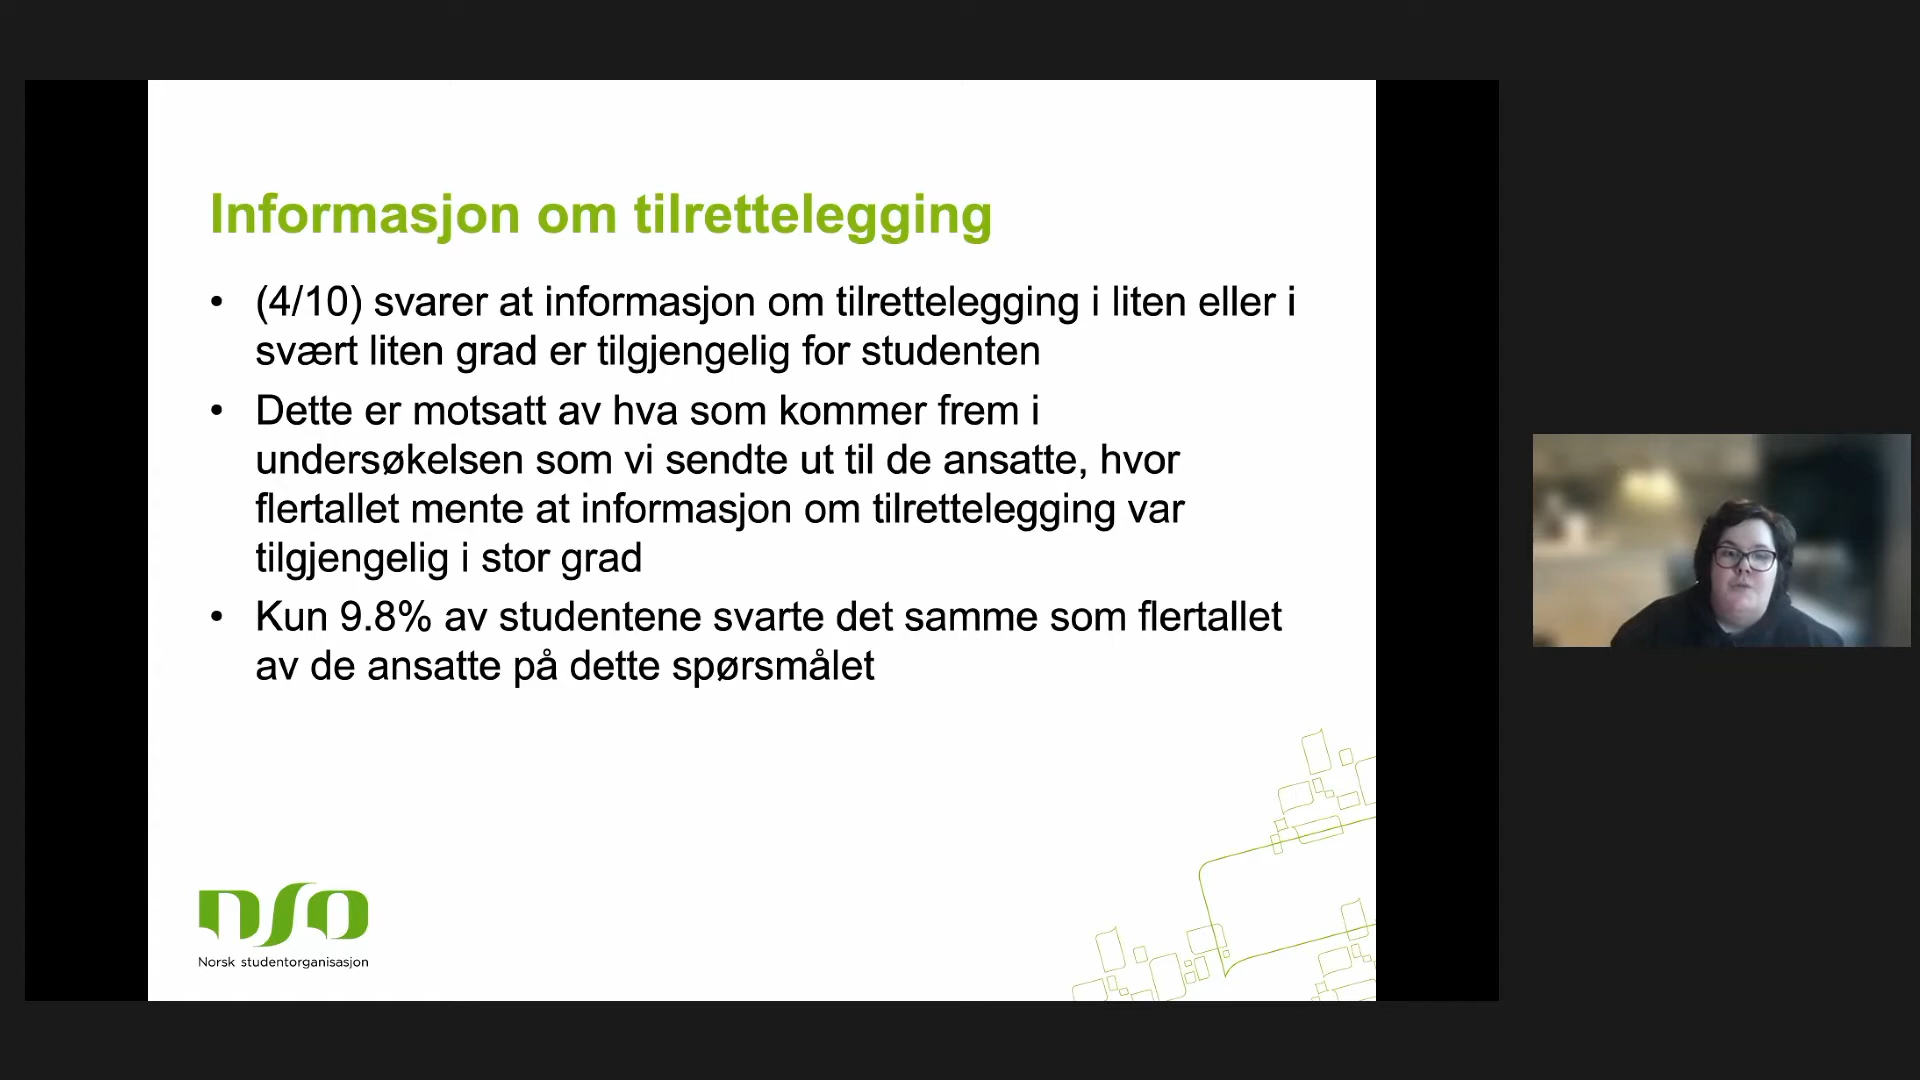 Informasjon om tilrettelegging
• (4/10) svarer at informasjon om tilrettelegging i liten eller i
svært liten grad er tilgjengelig for studenten
• Dette er motsatt av hva som kommer frem i
undersøkelsen som vi sendte ut til de ansatte, hvor
flertallet mente at informasjon om tilrettelegging var
tilgjengelig i stor grad
• Kun 9.8% av studentene svarte det samme som flertallet
av de ansatte på dette spørsmålet
nso
Norsk studentorganisasjon